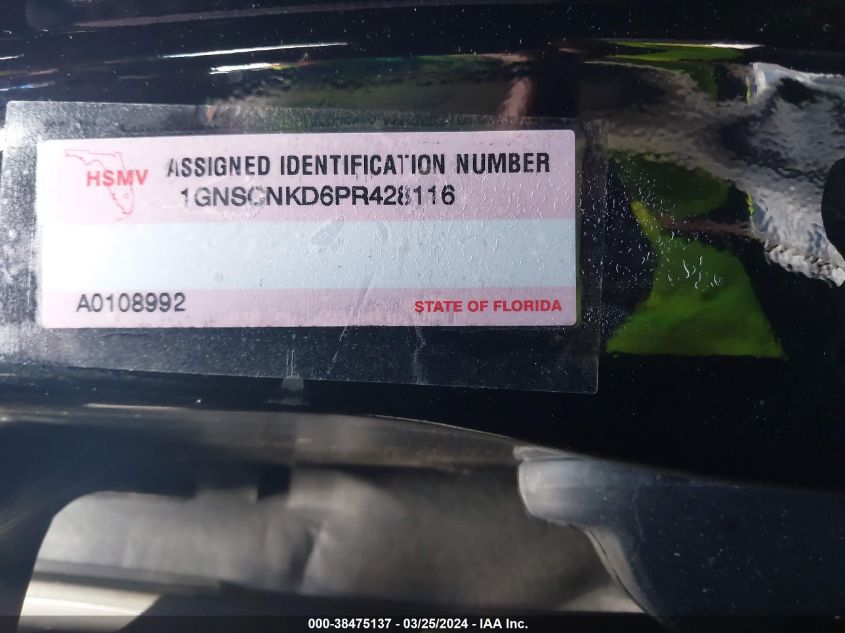 HSMV
ASSIGNED IDENTIFICATION NUMBER
1GNSCNKD6PR428116
A0108992
STATE OF FLORIDA
000-38475137 - 03/25/2024 - IAA Inc.